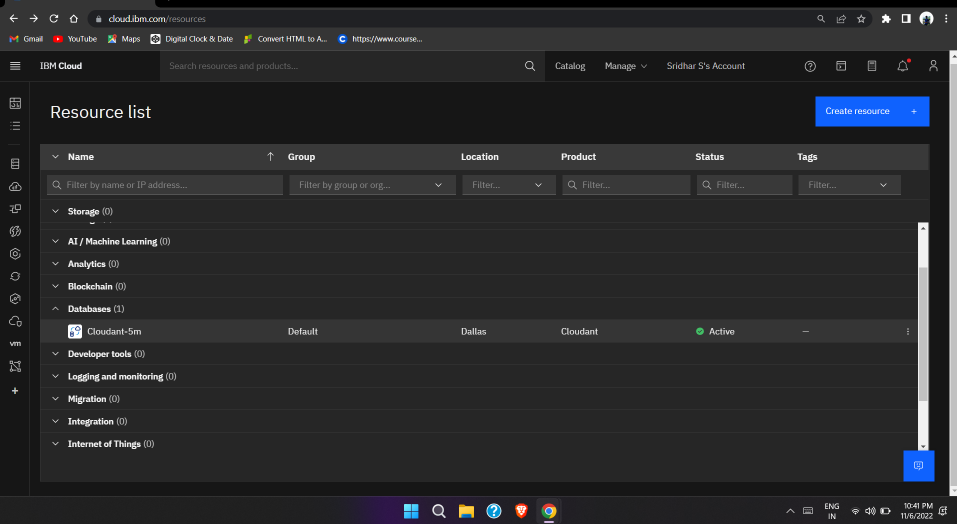 cloud.ibm.com/resources
Gmail YouTube Maps Digital Clock & Date Convert HTML to A... https://www.course...
IBM Cloud Search resources and products... Catalog Manage Sridhar S's Account
Resource list
Create resource +
Name Group Location Product Status Tags
Filter by name or IP address... Filter by group or org... Filter... Filter... Filter... Filter...
Storage (0)
AI / Machine Learning (0)
Analytics (0)
Blockchain (0)
Databases (1)
Cloudant-5m Default Dallas Cloudant Active —
Developer tools (0)
Logging and monitoring (0)
Migration (0)
vm
Integration (0)
Internet of Things (0)
ENG 10:41 PM
IN 11/6/2022